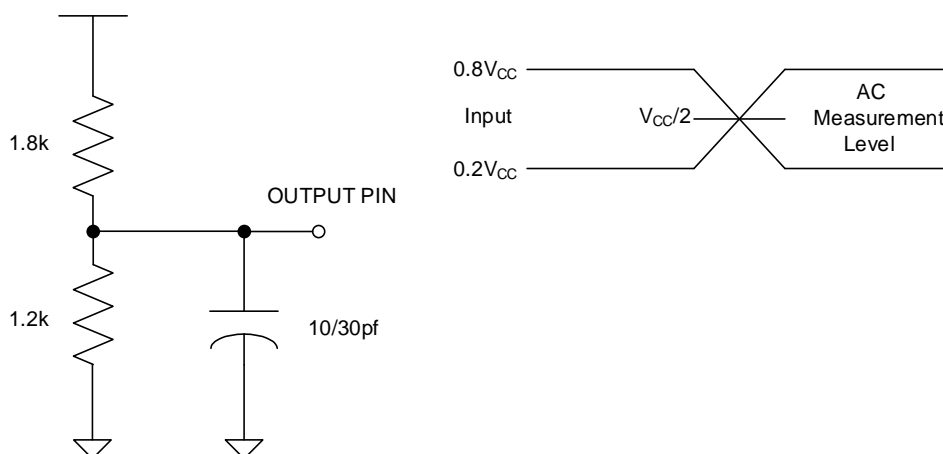 1.8k
OUTPUT PIN
1.2k
10/30pf
0.8VCC
Input
VCC/2
0.2VCC
AC
Measurement
Level